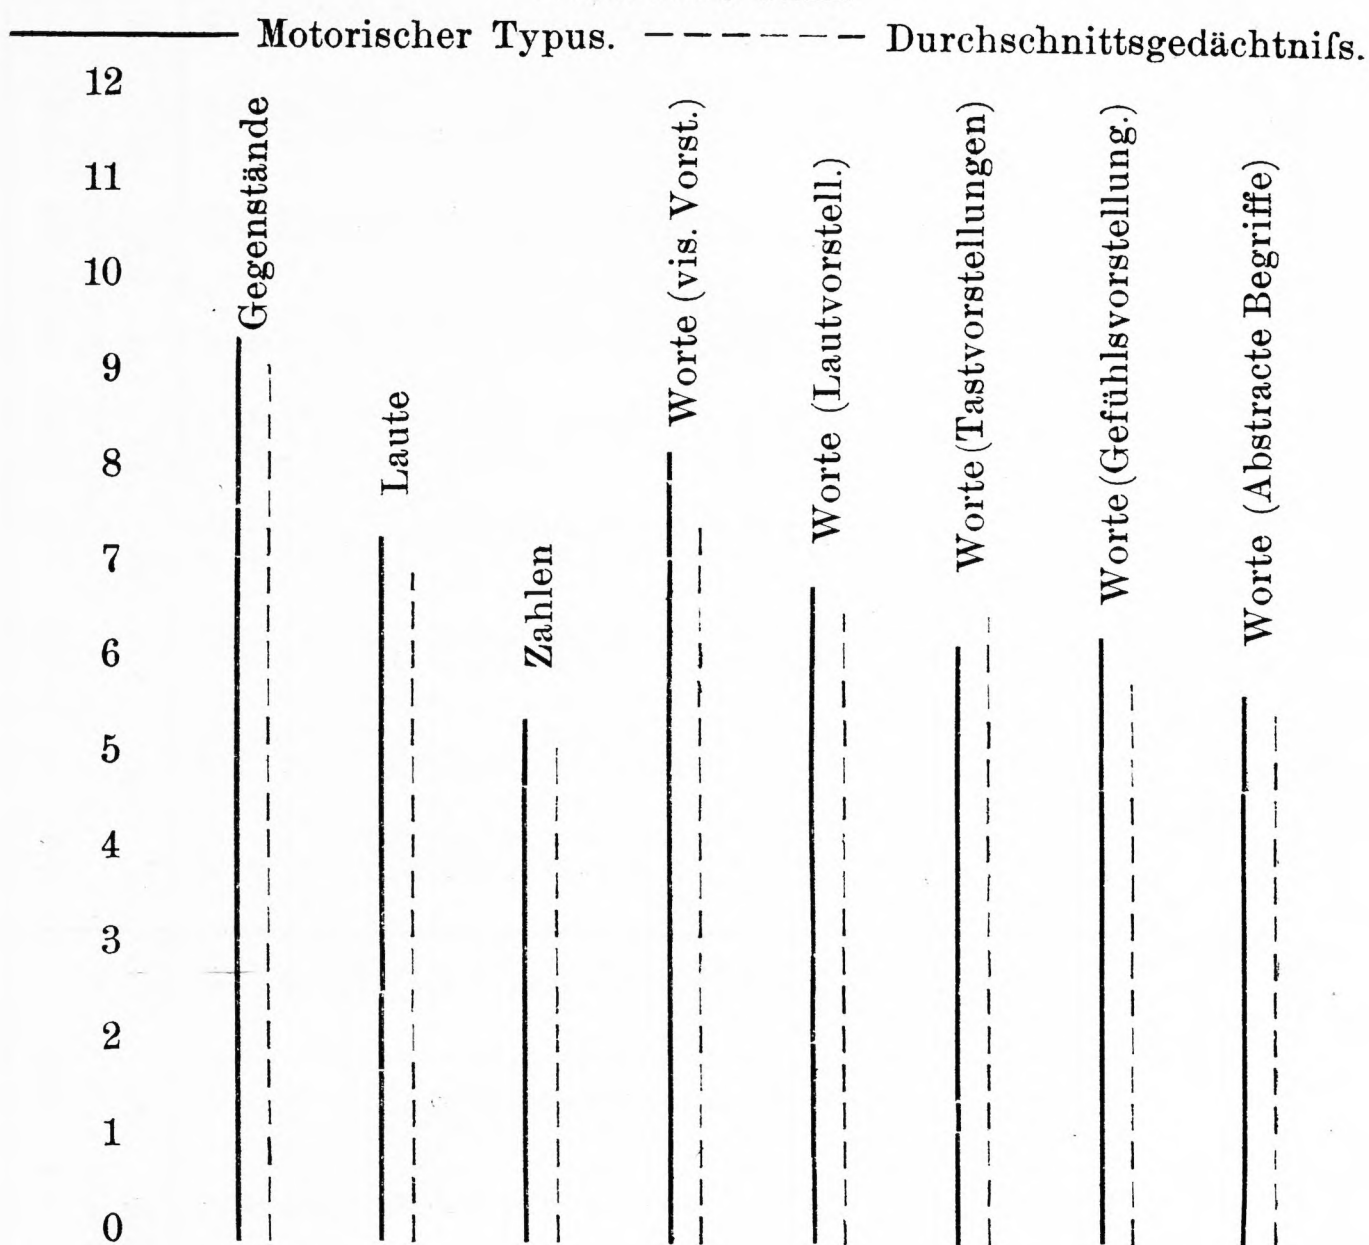 Motorischer Typus. Durchschnittsgedächtniſs.
12
11
10
9
8
7
6
5
4
3
2
1
0
Gegenstände
Laute
Zahlen
Worte (vis. Vorst.)
Worte (Lautvorstell.)
Worte (Tastvorstellungen)
Worte (Gefühlsvorstellung.)
Worte (Abstracte Begriffe)